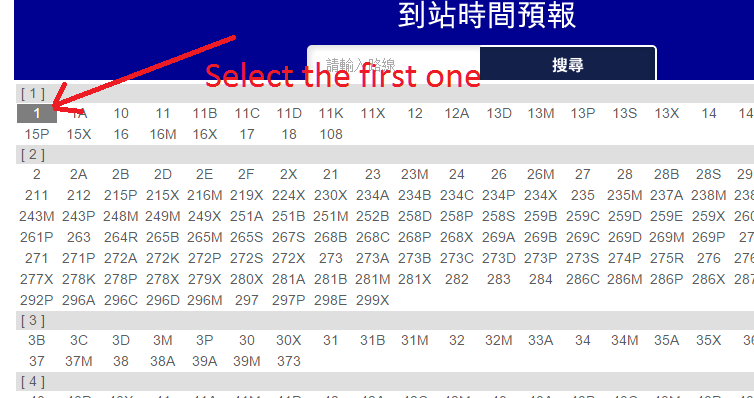 到站時間預報
請輸入路線 搜尋
Select the first one
[ 1 ]
1 1A 10 11 11B 11C 11D 11K 11X 12 12A 13D 13M 13P 13S 13X 14 14
15P 15X 16 16M 16X 17 18 108
[ 2 ]
2 2A 2B 2D 2E 2F 2X 21 23 23M 24 26 26M 27 28 28B 28S 29
211 212 215P 215X 216M 219X 224X 230X 234A 234B 234C 234P 234X 235 235M 237A 238M 238
243M 243P 248M 249M 249X 251A 251B 251M 252B 258D 258P 258S 259B 259C 259D 259E 259X 260
261P 263 264R 265B 265M 265S 267S 268B 268C 268P 268X 269A 269B 269C 269D 269M 269P 27
271 271P 272A 272K 272P 272S 272X 273 273A 273B 273C 273D 273P 273S 274P 275R 276 276
277X 278K 278P 278X 279X 280X 281A 281B 281M 281X 282 283 284 286C 286M 286P 286X 287
292P 296A 296C 296D 296M 297 297P 298E 299X
[ 3 ]
3B 3C 3D 3M 3P 30 30X 31 31B 31M 32 32M 33A 34 34M 35A 35X 36
37 37M 38 38A 39A 39M 373
[ 4 ]